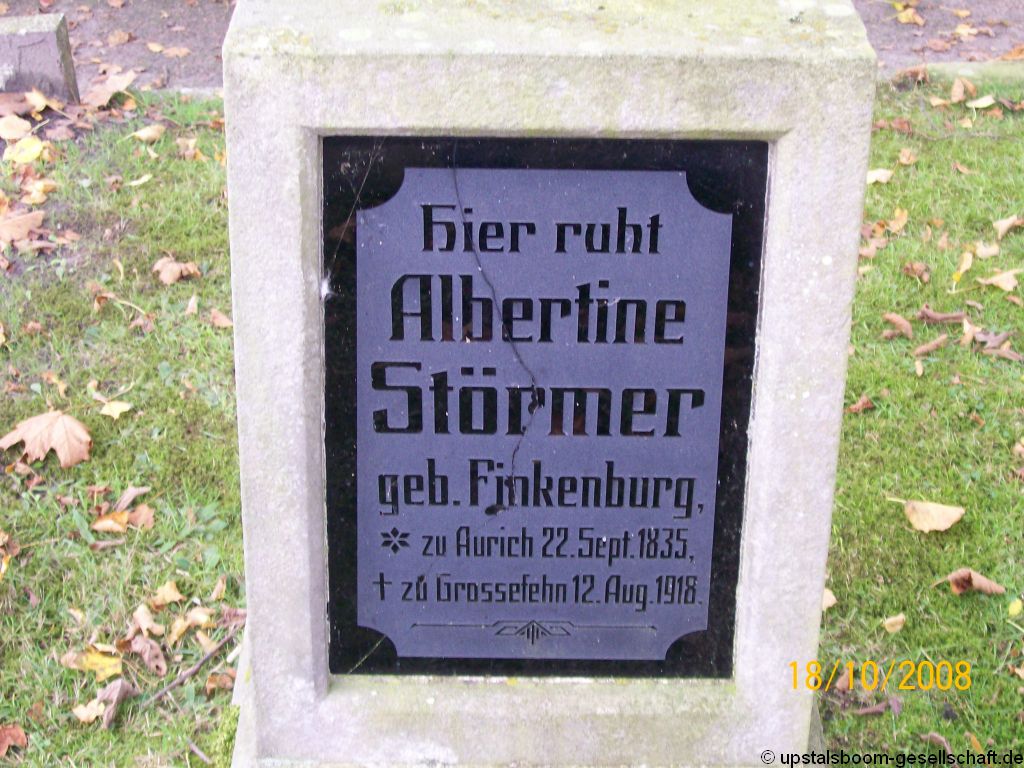 Hier ruht
Albertine
Störmer
geb. Finkenburg,
* zu Aurich 22. Sept. 1835,
† zu Grossefehn 12. Aug. 1918.
18/10/2008
© upstalsboom-gesellschaft.de